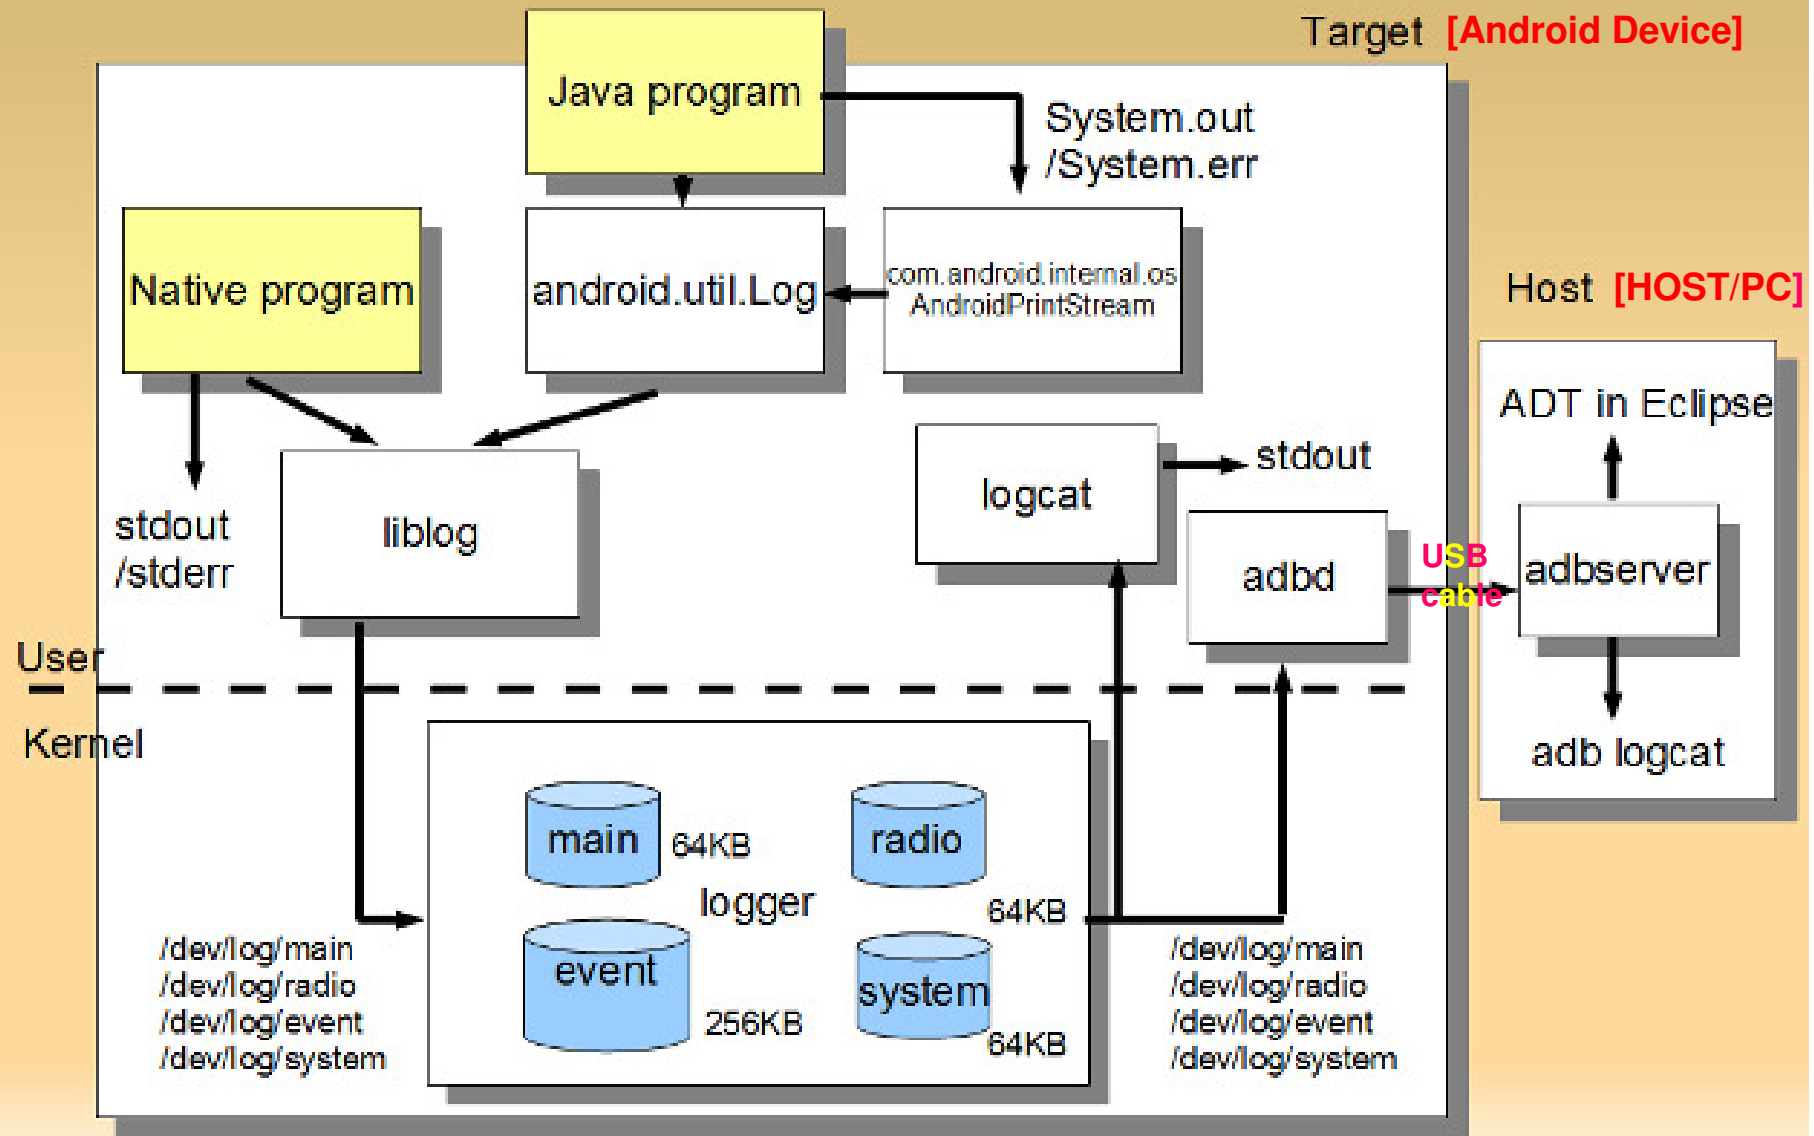 Target [Android Device]
Java program
System.out
/System.err
Native program
android.util.Log
com.android.internal.os
AndroidPrintStream
Host [HOST/PC]
ADT in Eclipse
stdout
/stderr
liblog
logcat
stdout
adbd
USB
cable
adbserver
adb logcat
User
Kernel
main
64KB
radio
64KB
logger
event
256KB
system
64KB
/dev/log/main
/dev/log/radio
/dev/log/event
/dev/log/system
/dev/log/main
/dev/log/radio
/dev/log/event
/dev/log/system